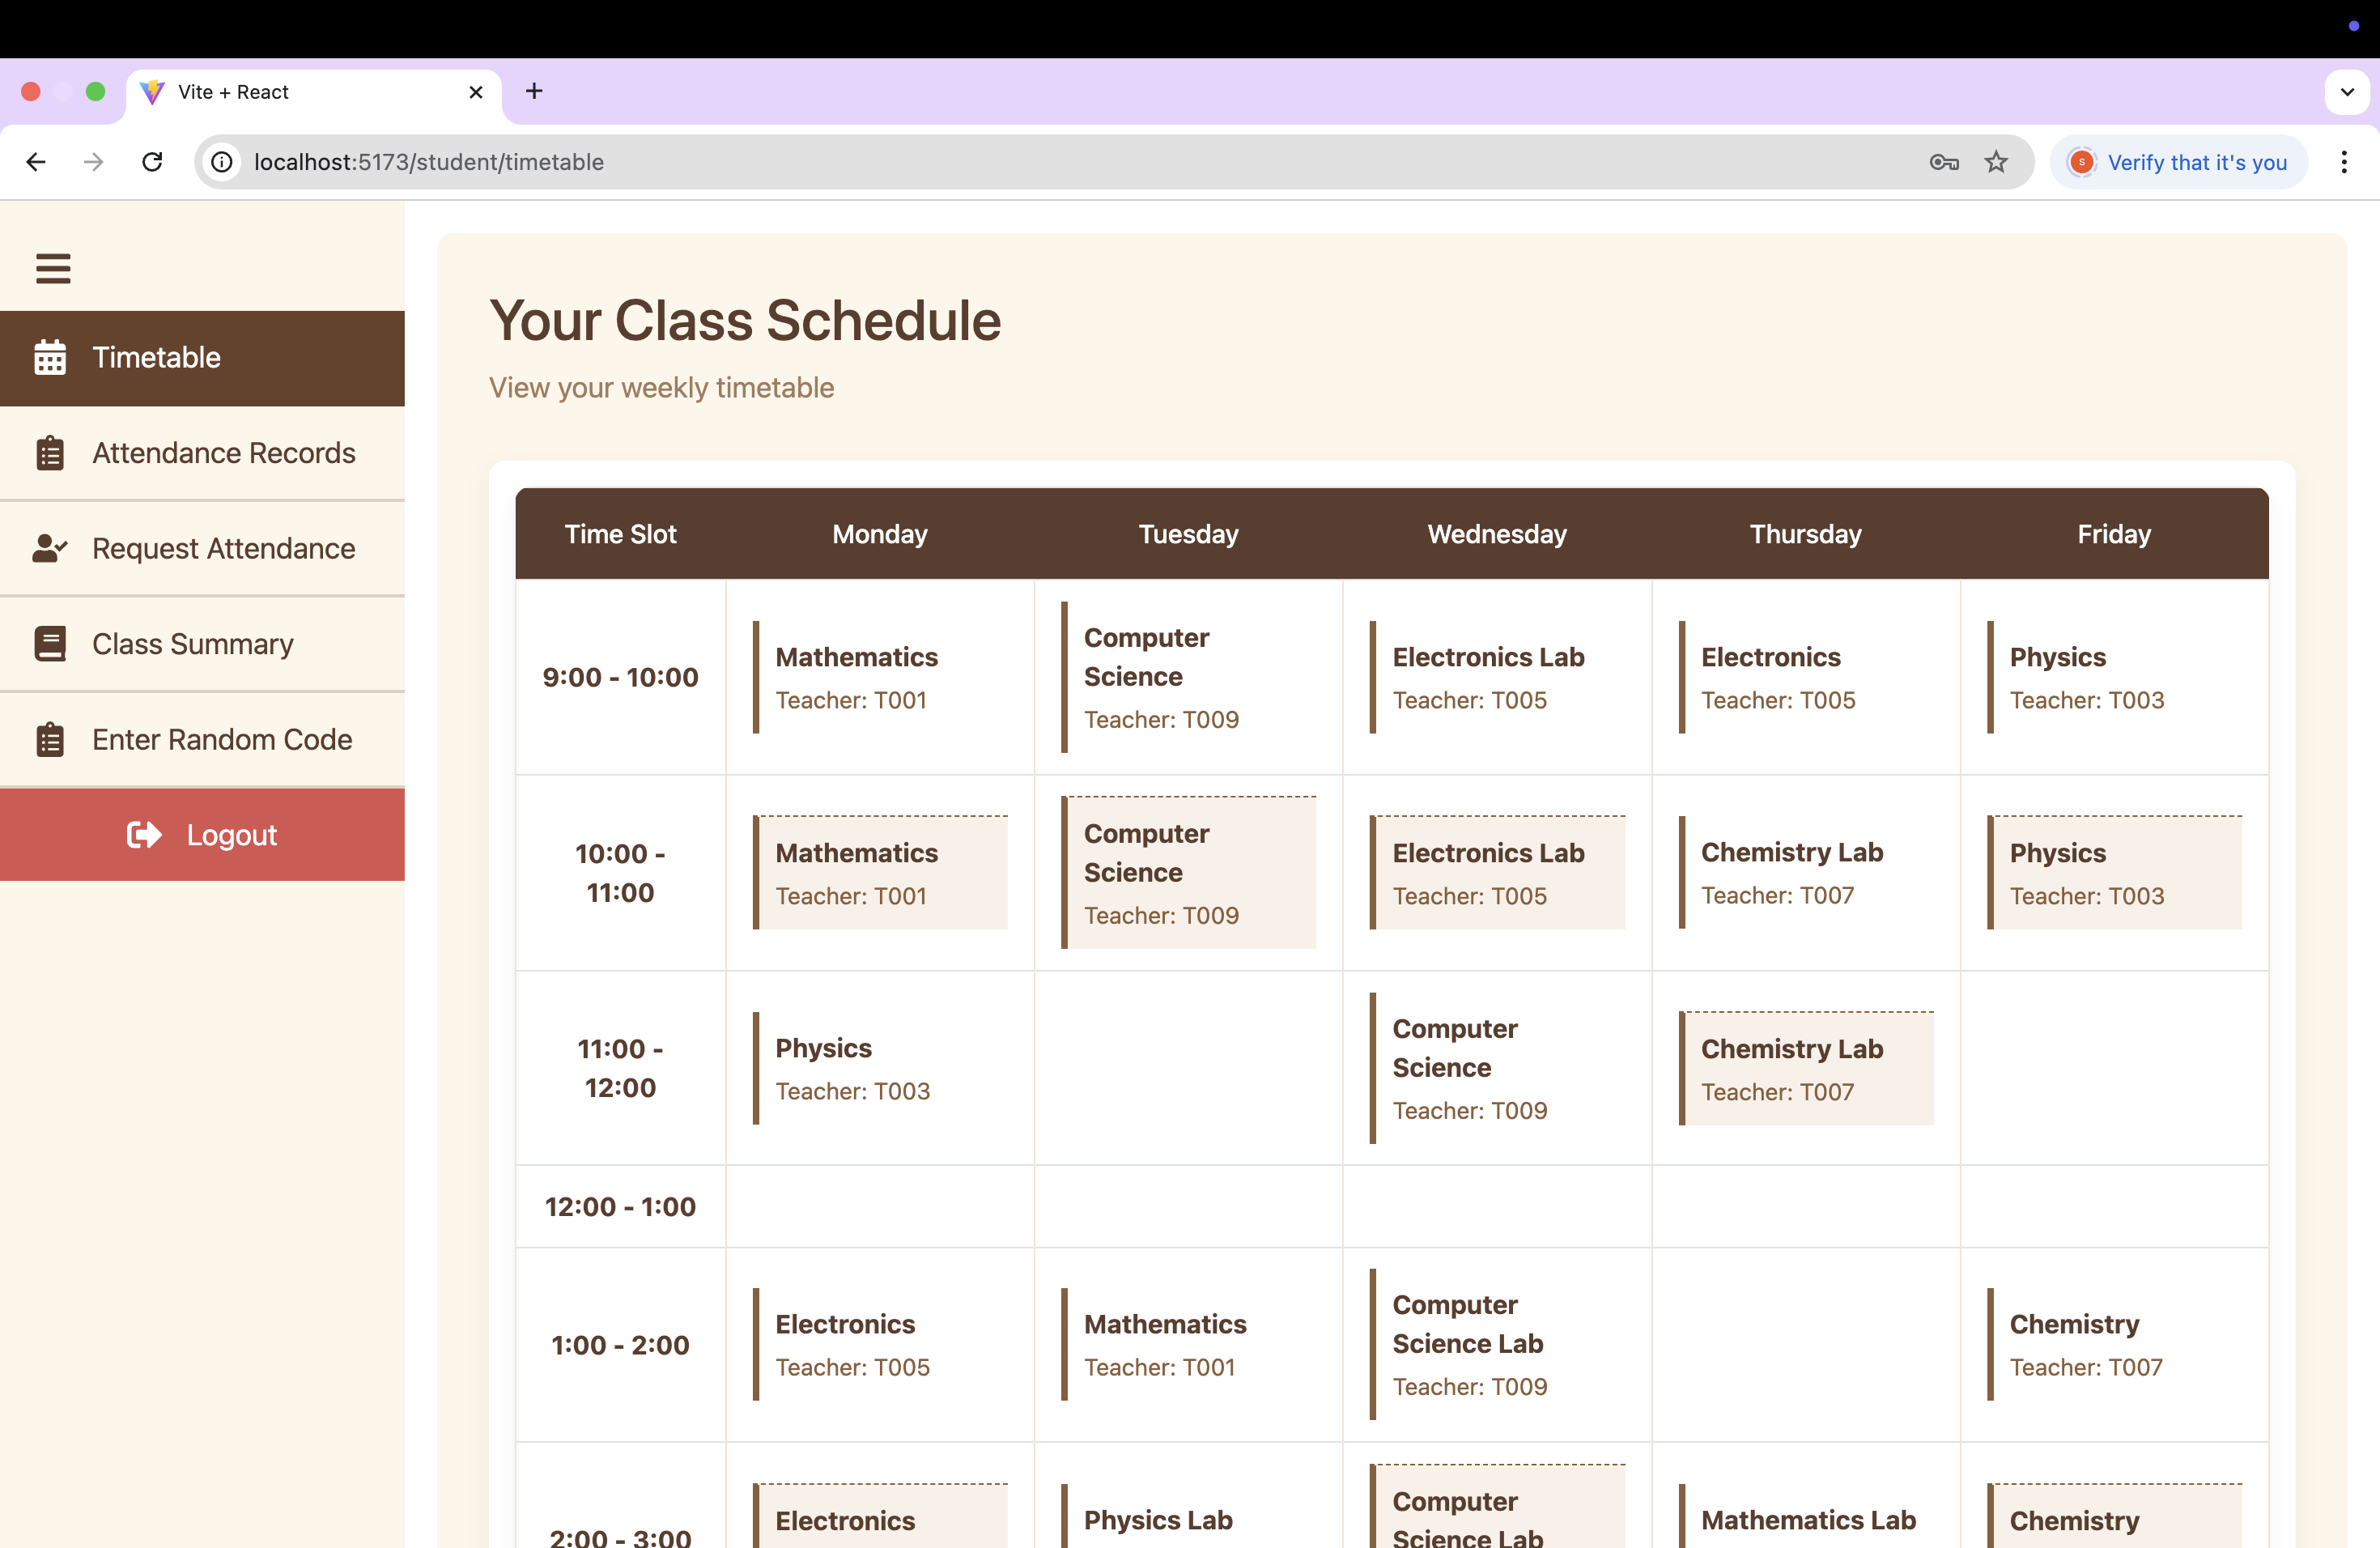 Vite + React
localhost:5173/student/timetable
S
Verify that it's you
Timetable
Attendance Records
Request Attendance
Class Summary
Enter Random Code
Logout
Your Class Schedule
View your weekly timetable
Time Slot Monday Tuesday Wednesday Thursday Friday
9:00 - 10:00
Mathematics
Teacher: T001
Computer
Science
Teacher: T009
Electronics Lab
Teacher: T005
Electronics
Teacher: T005
Physics
Teacher: T003
10:00 -
11:00
Mathematics
Teacher: T001
Computer
Science
Teacher: T009
Electronics Lab
Teacher: T005
Chemistry Lab
Teacher: T007
Physics
Teacher: T003
11:00 -
12:00
Physics
Teacher: T003
Computer
Science
Teacher: T009
Chemistry Lab
Teacher: T007
12:00 - 1:00
1:00 - 2:00
Electronics
Teacher: T005
Mathematics
Teacher: T001
Computer
Science Lab
Teacher: T009
Chemistry
Teacher: T007
2:00 - 3:00
Electronics
Physics Lab
Computer
Science Lab
Mathematics Lab
Chemistry